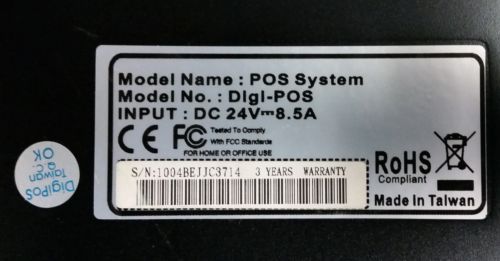 Model Name : POS System
Model No. : Digi-POS
INPUT : DC 24V⎓8.5A
CE FC Tested To Comply
With FCC Standards
FOR HOME OR OFFICE USE
S/N:1004BEJJC3714 3 YEARS WARRANTY
RoHS
Compliant
Made In Taiwan
DigiPOS
Taiwan
Q.C.
OK